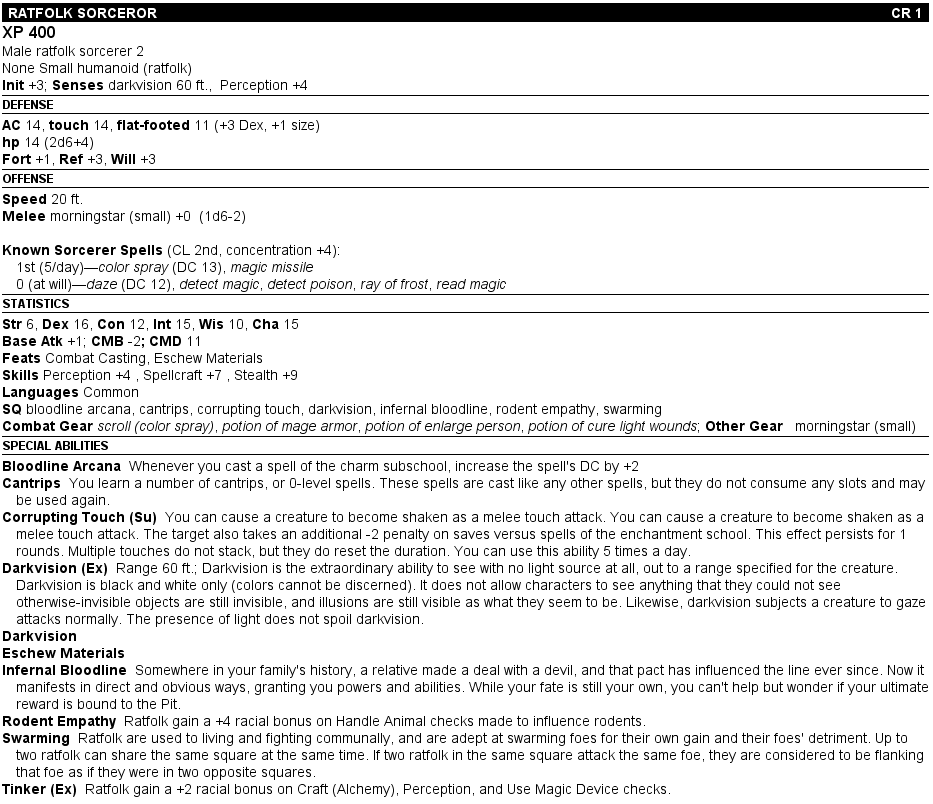 RATFOLK SORCEROR CR 1
XP 400
Male ratfolk sorcerer 2
None Small humanoid (ratfolk)
Init +3; Senses darkvision 60 ft., Perception +4
DEFENSE
AC 14, touch 14, flat-footed 11 (+3 Dex, +1 size)
hp 14 (2d6+4)
Fort +1, Ref +3, Will +3
OFFENSE
Speed 20 ft.
Melee morningstar (small) +0 (1d6-2)
Known Sorcerer Spells (CL 2nd, concentration +4):
1st (5/day)—color spray (DC 13), magic missile
0 (at will)—daze (DC 12), detect magic, detect poison, ray of frost, read magic
STATISTICS
Str 6, Dex 16, Con 12, Int 15, Wis 10, Cha 15
Base Atk +1; CMB -2; CMD 11
Feats Combat Casting, Eschew Materials
Skills Perception +4 , Spellcraft +7 , Stealth +9
Languages Common
SQ bloodline arcana, cantrips, corrupting touch, darkvision, infernal bloodline, rodent empathy, swarming
Combat Gear scroll (color spray), potion of mage armor, potion of enlarge person, potion of cure light wounds; Other Gear morningstar (small)
SPECIAL ABILITIES
Bloodline Arcana Whenever you cast a spell of the charm subschool, increase the spell's DC by +2
Cantrips You learn a number of cantrips, or 0-level spells. These spells are cast like any other spells, but they do not consume any slots and may
be used again.
Corrupting Touch (Su) You can cause a creature to become shaken as a melee touch attack. You can cause a creature to become shaken as a
melee touch attack. The target also takes an additional -2 penalty on saves versus spells of the enchantment school. This effect persists for 1
rounds. Multiple touches do not stack, but they do reset the duration. You can use this ability 5 times a day.
Darkvision (Ex) Range 60 ft.; Darkvision is the extraordinary ability to see with no light source at all, out to a range specified for the creature.
Darkvision is black and white only (colors cannot be discerned). It does not allow characters to see anything that they could not see
otherwise-invisible objects are still invisible, and illusions are still visible as what they seem to be. Likewise, darkvision subjects a creature to gaze
attacks normally. The presence of light does not spoil darkvision.
Darkvision
Eschew Materials
Infernal Bloodline Somewhere in your family's history, a relative made a deal with a devil, and that pact has influenced the line ever since. Now it
manifests in direct and obvious ways, granting you powers and abilities. While your fate is still your own, you can't help but wonder if your ultimate
reward is bound to the Pit.
Rodent Empathy Ratfolk gain a +4 racial bonus on Handle Animal checks made to influence rodents.
Swarming Ratfolk are used to living and fighting communally, and are adept at swarming foes for their own gain and their foes' detriment. Up to
two ratfolk can share the same square at the same time. If two ratfolk in the same square attack the same foe, they are considered to be flanking
that foe as if they were in two opposite squares.
Tinker (Ex) Ratfolk gain a +2 racial bonus on Craft (Alchemy), Perception, and Use Magic Device checks.